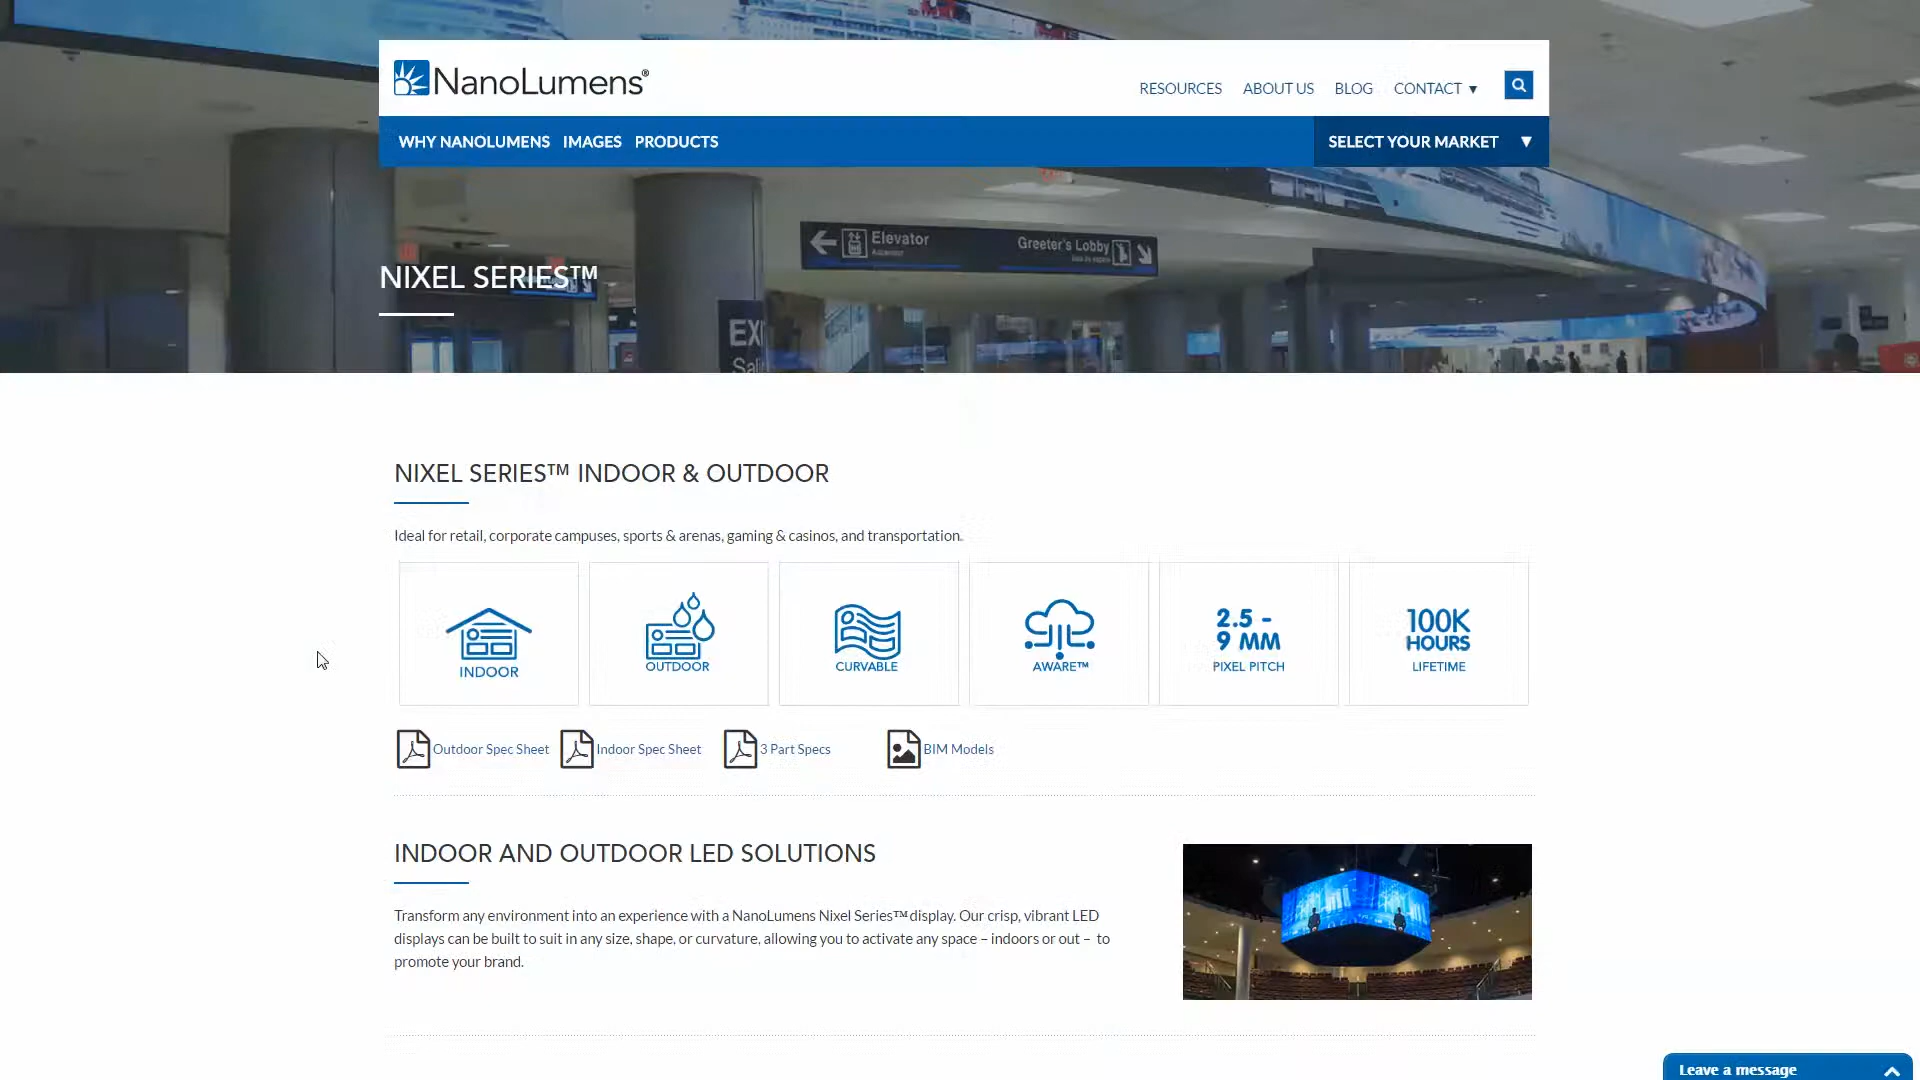 NanoLumens®
RESOURCES ABOUT US BLOG CONTACT ▼
WHY NANOLUMENS IMAGES PRODUCTS SELECT YOUR MARKET ▼
Elevator
Greeter's Lobby
NIXEL SERIES™
EXI
Sali
NIXEL SERIES™ INDOOR & OUTDOOR
Ideal for retail, corporate campuses, sports & arenas, gaming & casinos, and transportation.
INDOOR
OUTDOOR
CURVABLE
AWARE™
2.5 -
9 MM
PIXEL PITCH
100K
HOURS
LIFETIME
Outdoor Spec Sheet Indoor Spec Sheet 3 Part Specs BIM Models
INDOOR AND OUTDOOR LED SOLUTIONS
Transform any environment into an experience with a NanoLumens Nixel Series™ display. Our crisp, vibrant LED
displays can be built to suit in any size, shape, or curvature, allowing you to activate any space – indoors or out – to
promote your brand.
Leave a message